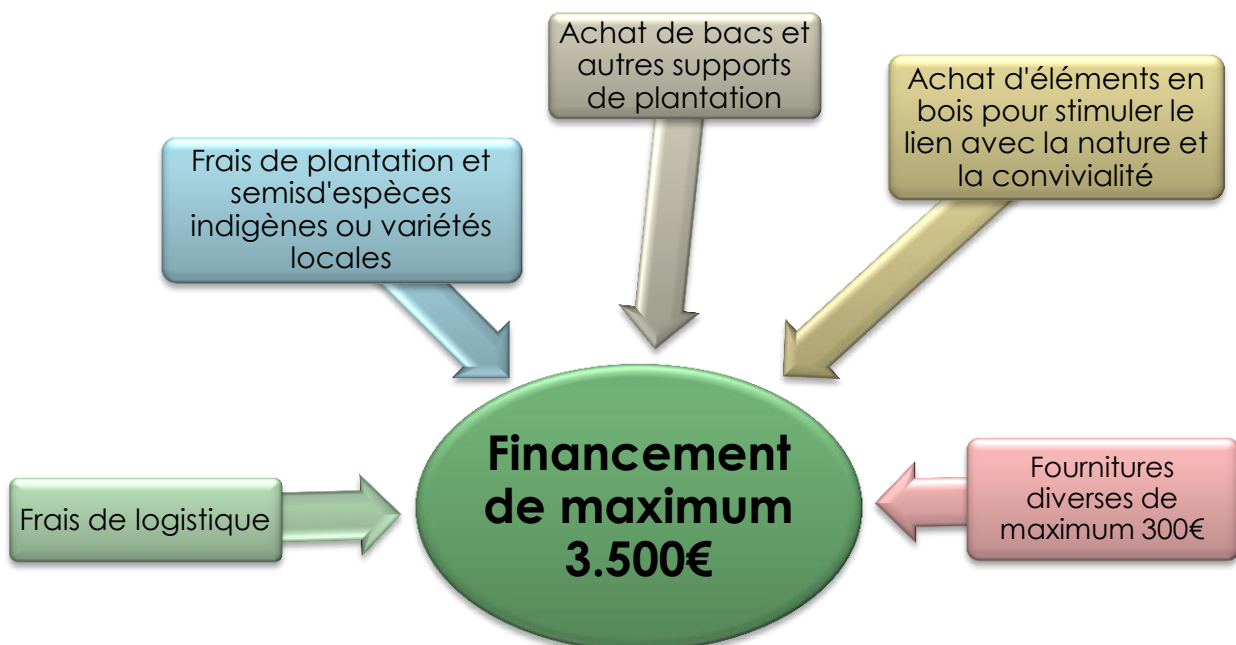 Achat de bacs et
autres supports
de plantation
Achat d'éléments en
bois pour stimuler le
lien avec la nature et
la convivialité
Frais de plantation et
semisd'espèces
indigènes ou variétés
locales
Financement
de maximum
3.500€
Frais de logistique
Fournitures
diverses de
maximum 300€